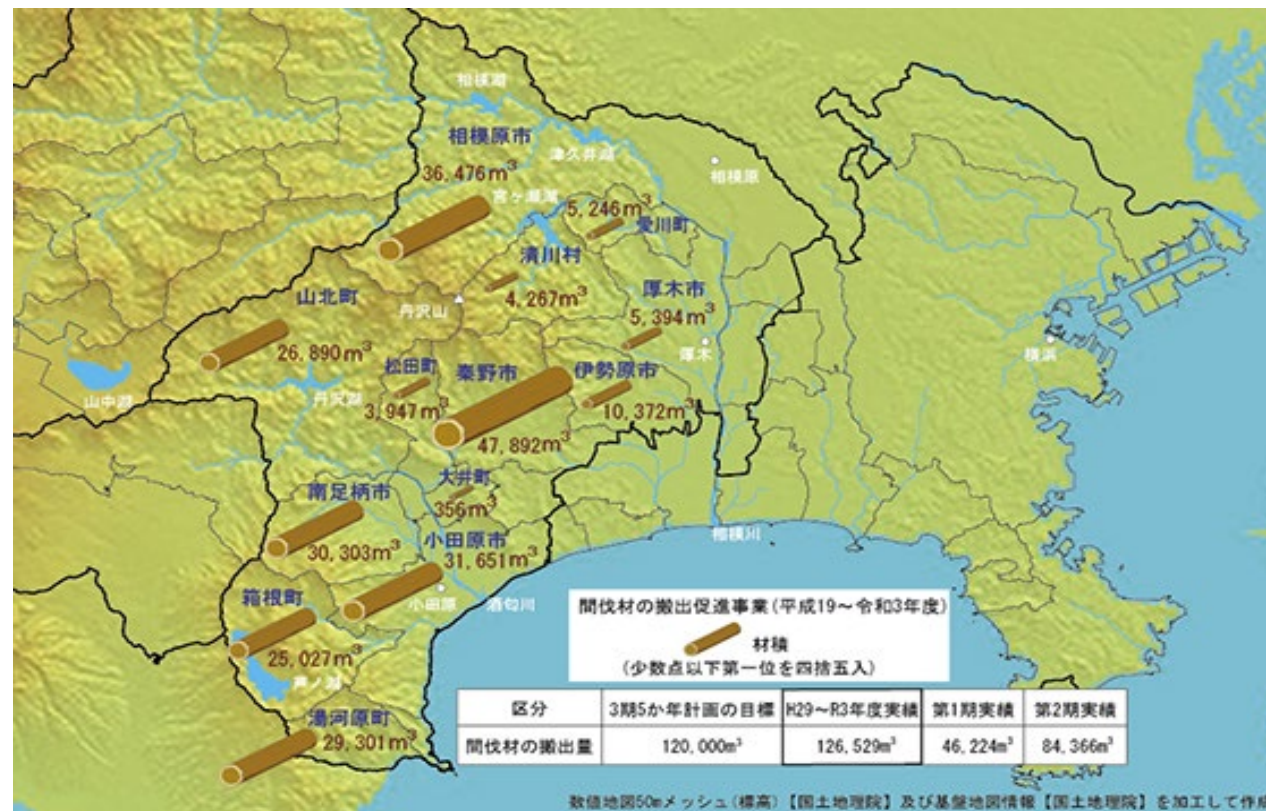 相模湖
相模原市
36,476m³
津久井湖
相模原
宮ヶ瀬湖
5,246m³
愛川町
清川村
4,267m³
厚木市
5,394m³
厚木
丹沢山
山北町
26,890m³
山中湖
丹沢湖
松田町
3,947m³
秦野市
47,892m³
伊勢原市
10,372m³
横浜
大井町
356m³
南足柄市
30,303m³
小田原市
31,651m³
小田原
酒匂川
相模川
箱根町
25,027m³
芦ノ湖
湯河原町
29,301m³
間伐材の搬出促進事業(平成19～令和3年度)
材積
(少数点以下第一位を四捨五入)
区分 3期5か年計画の目標 H29～R3年度実績 第1期実績 第2期実績
間伐材の搬出量 120,000m³ 126,529m³ 46,224m³ 84,366m³
数値地図50mメッシュ(標高)【国土地理院】及び基盤地図情報【国土地理院】を加工して作成